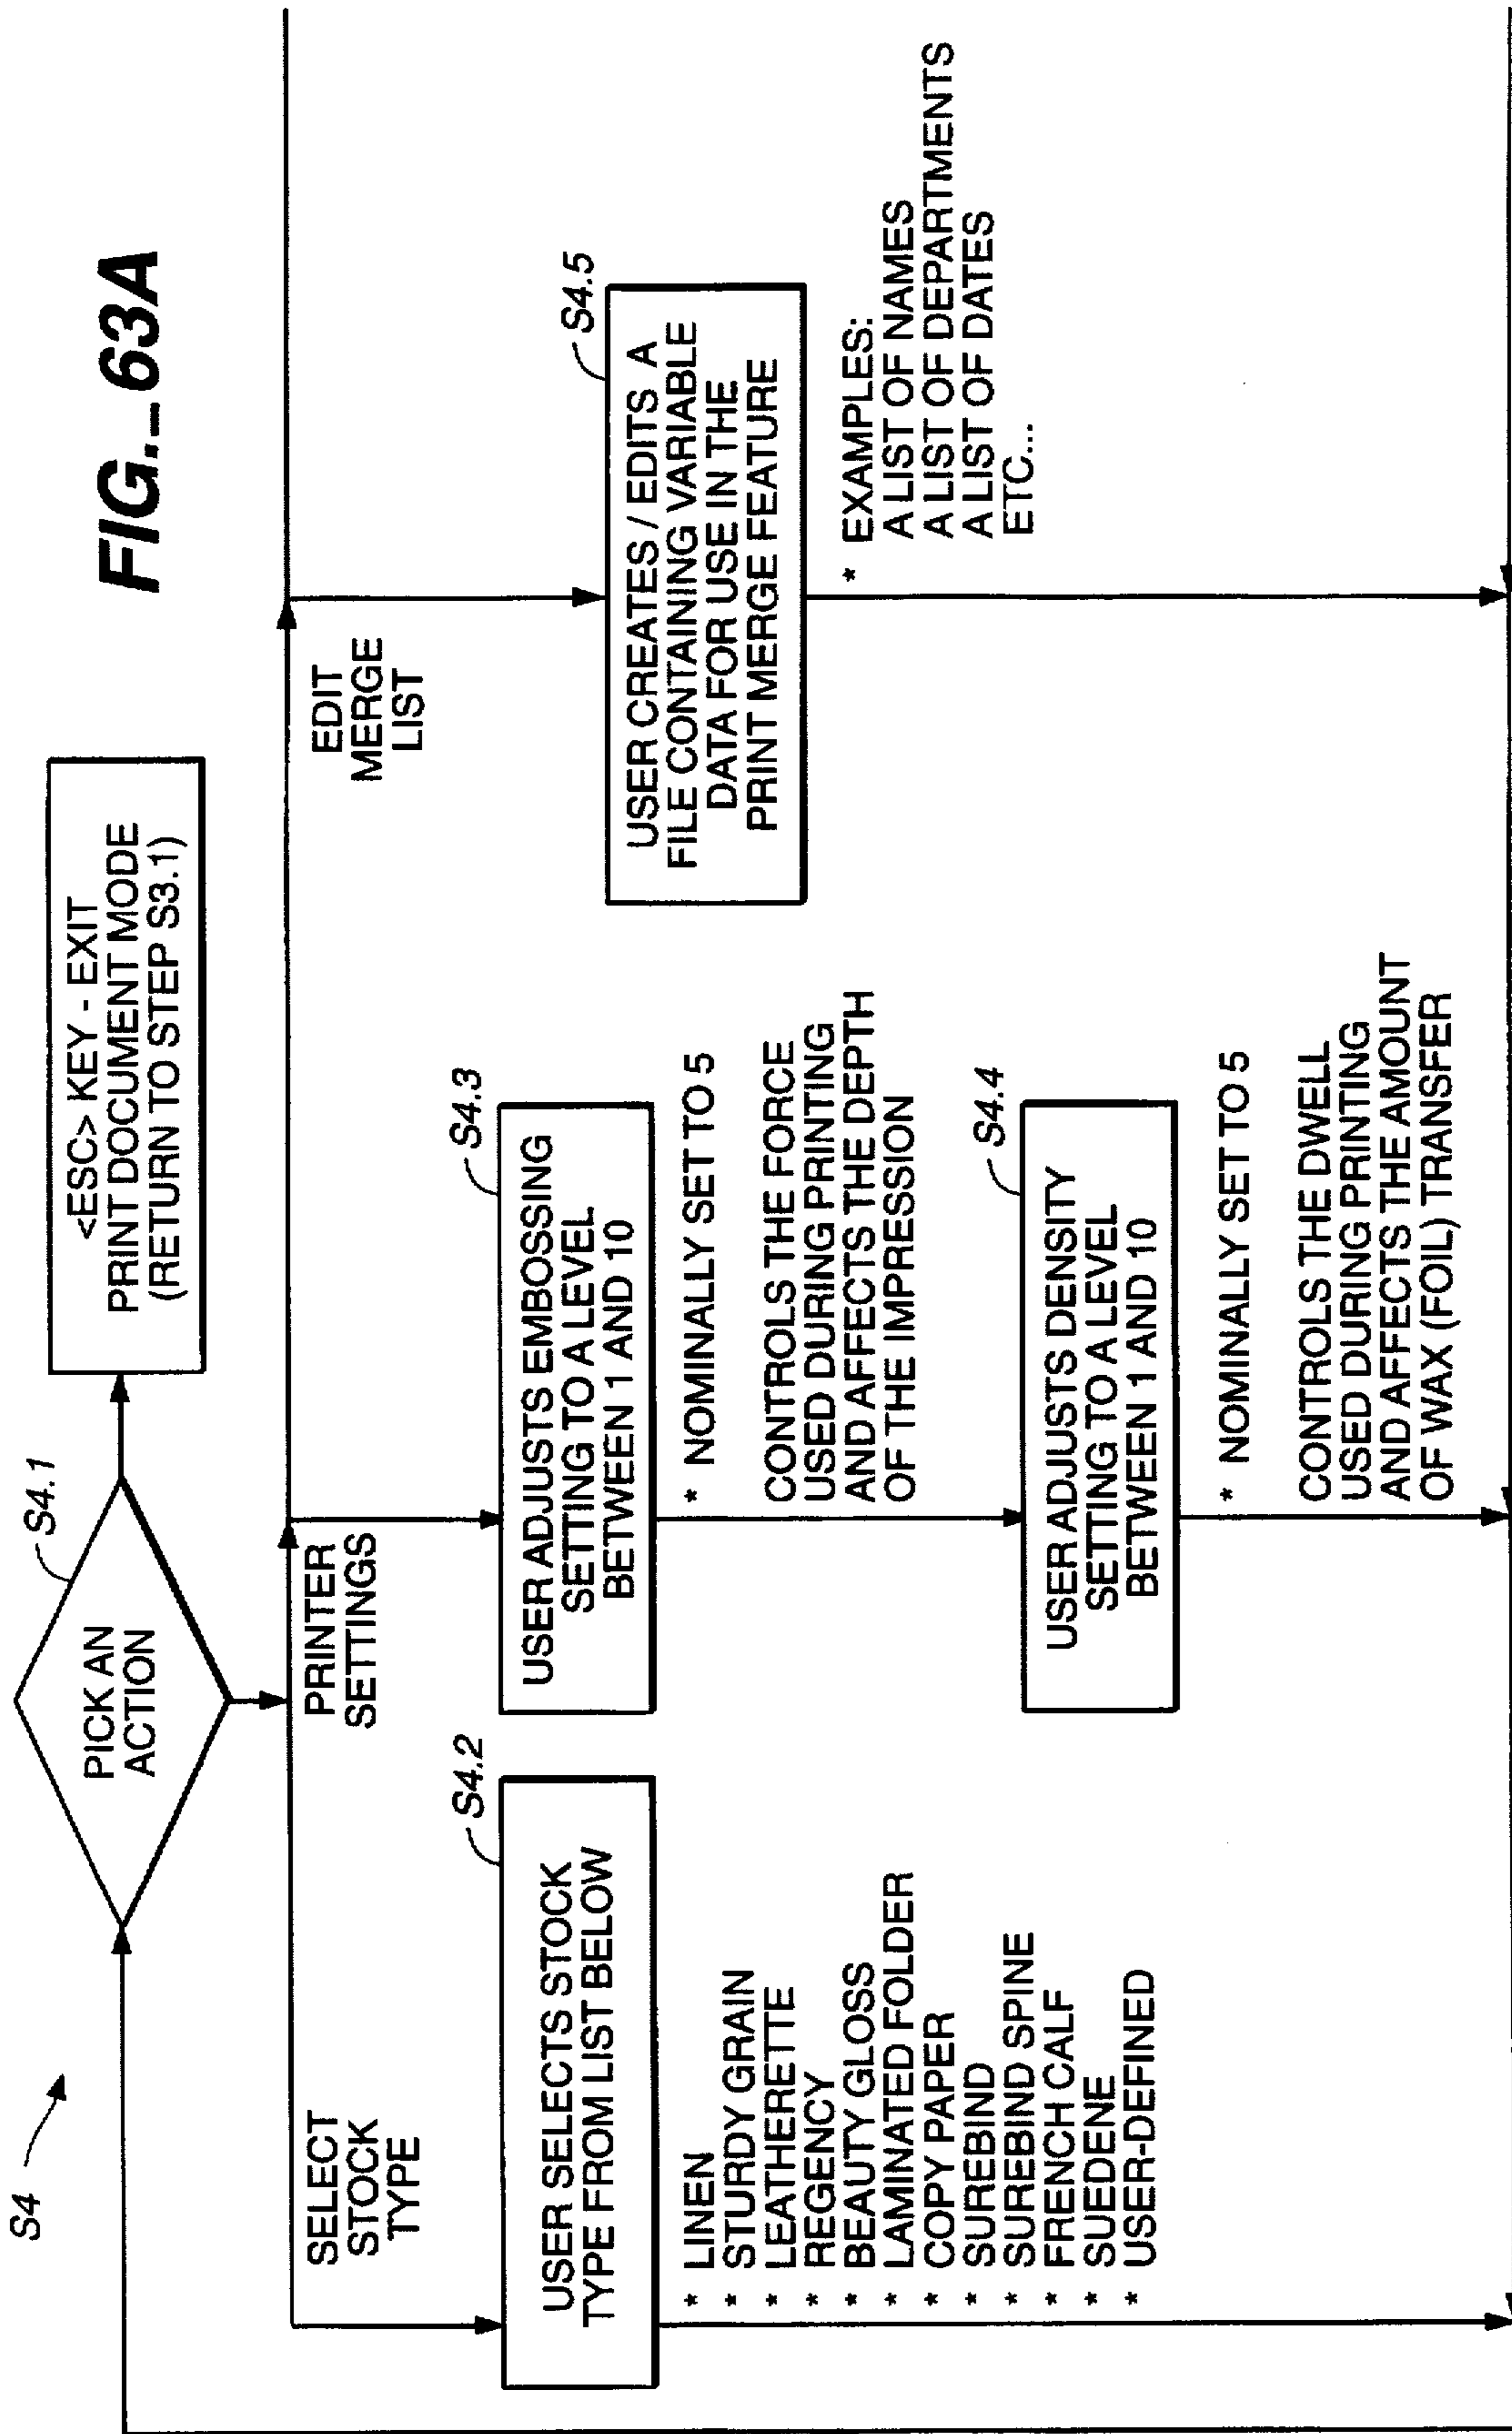 FIG._63A
S4
S4.1
PICK AN
ACTION
<ESC> KEY - EXIT
PRINT DOCUMENT MODE
(RETURN TO STEP S3.1)
SELECT
STOCK
TYPE
PRINTER
SETTINGS
EDIT
MERGE
LIST
S4.2
USER SELECTS STOCK
TYPE FROM LIST BELOW
* LINEN
* STURDY GRAIN
* LEATHERETTE
* REGENCY
* BEAUTY GLOSS
* LAMINATED FOLDER
* COPY PAPER
* SUREBIND
* SUREBIND SPINE
* FRENCH CALF
* SUEDENE
* USER-DEFINED
S4.3
USER ADJUSTS EMBOSSING
SETTING TO A LEVEL
BETWEEN 1 AND 10
* NOMINALLY SET TO 5
CONTROLS THE FORCE
USED DURING PRINTING
AND AFFECTS THE DEPTH
OF THE IMPRESSION
S4.4
USER ADJUSTS DENSITY
SETTING TO A LEVEL
BETWEEN 1 AND 10
* NOMINALLY SET TO 5
CONTROLS THE DWELL
USED DURING PRINTING
AND AFFECTS THE AMOUNT
OF WAX (FOIL) TRANSFER
S4.5
USER CREATES / EDITS A
FILE CONTAINING VARIABLE
DATA FOR USE IN THE
PRINT MERGE FEATURE
* EXAMPLES:
A LIST OF NAMES
A LIST OF DEPARTMENTS
A LIST OF DATES
ETC...